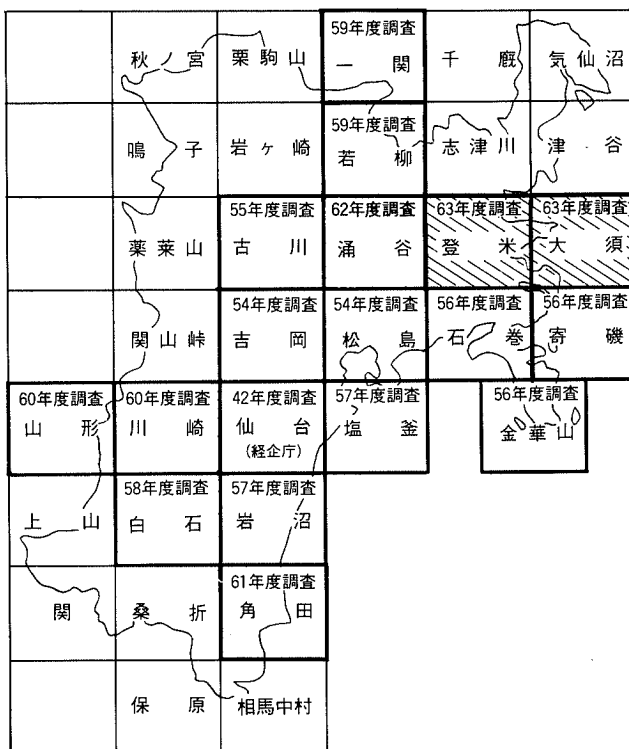 59年度調査
秋ノ宮 栗駒山 一関 千厩 気仙沼
59年度調査
鳴子 岩ヶ崎 若柳 志津川 津谷
55年度調査 62年度調査 63年度調査 63年度調査
薬莱山 古川 涌谷 登米 大須
54年度調査 54年度調査 56年度調査 56年度調査
関山峠 吉岡 松島 石巻 寄磯
60年度調査 60年度調査 42年度調査 57年度調査 56年度調査
山形 川崎 仙台 塩釜 金華山
(経企庁)
58年度調査 57年度調査
上山 白石 岩沼
61年度調査
関 桑折 角田
保原 相馬中村